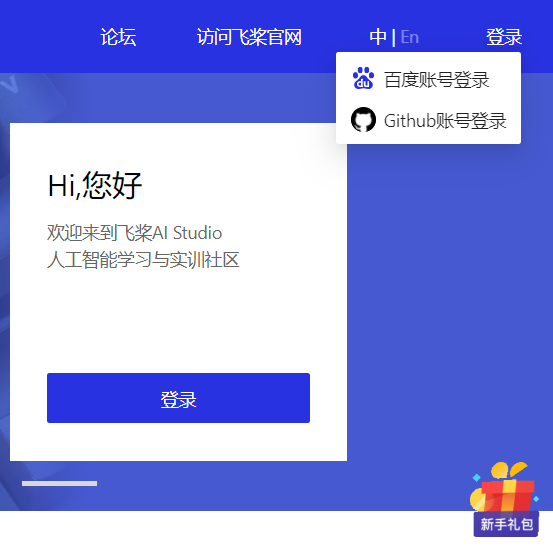 论坛 访问飞桨官网 中 | En 登录
百度账号登录
Github账号登录
Hi,您好
欢迎来到飞桨AI Studio
人工智能学习与实训社区
登录
新手礼包